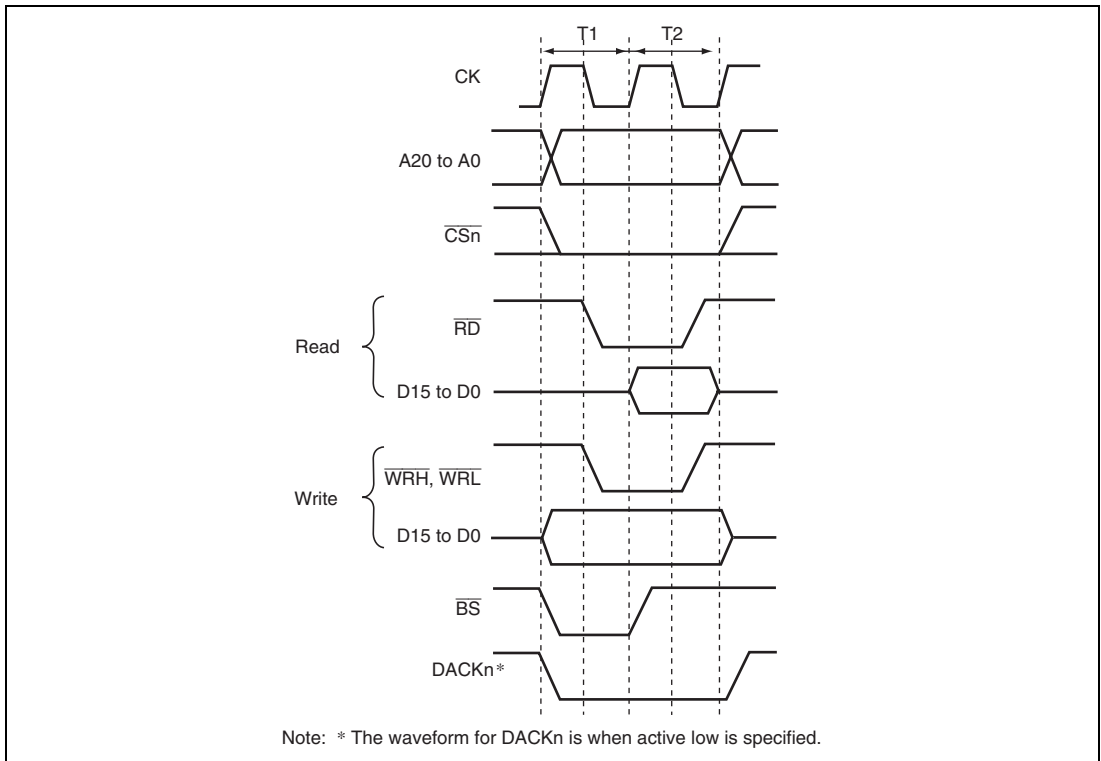 T1 T2
CK
A20 to A0
CSn
RD
Read
D15 to D0
WRH, WRL
Write
D15 to D0
BS
DACKn*
Note: * The waveform for DACKn is when active low is specified.